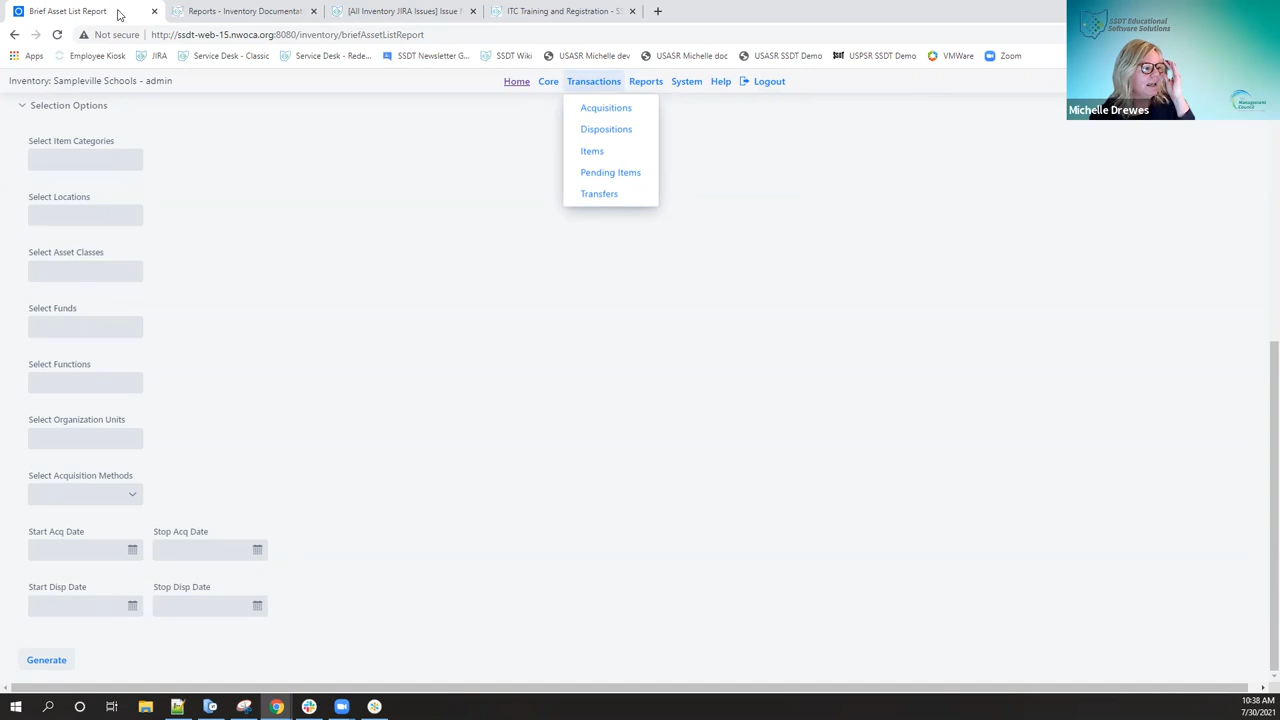 Brief Asset List Report
Reports - Inventory Documentat
[All Inventory JIRA Issues] Issue
ITC Training and Registration - SS
Not secure
http://ssdt-web-15.nwoca.org:8080/inventory/briefAssetListRepo
Apps
Employee Kiosk
JIRA
Service Desk - Classic
Service Desk - Rede...
SSDT Newsletter G...
SSDT Wiki
USASR Michelle dev
USASR Michelle doc
USASR SSDT Demo
USPSR SSDT Demo
VMWare
Zoom
Inventory: Sampleville Schools - admin
Home
Core
Transactions
Reports
System
Help
Logout
Acquisitions
Dispositions
Items
Pending Items
Transfers
Selection Options
Select Item Categories
Select Locations
Select Asset Classes
Select Funds
Select Functions
Select Organization Units
Select Acquisition Methods
Start Acq Date
Stop Acq Date
Start Disp Date
Stop Disp Date
Generate
SSDT Educational
Software Solutions
Management
Council
Michelle Drewes
10:38 AM
7/30/2021